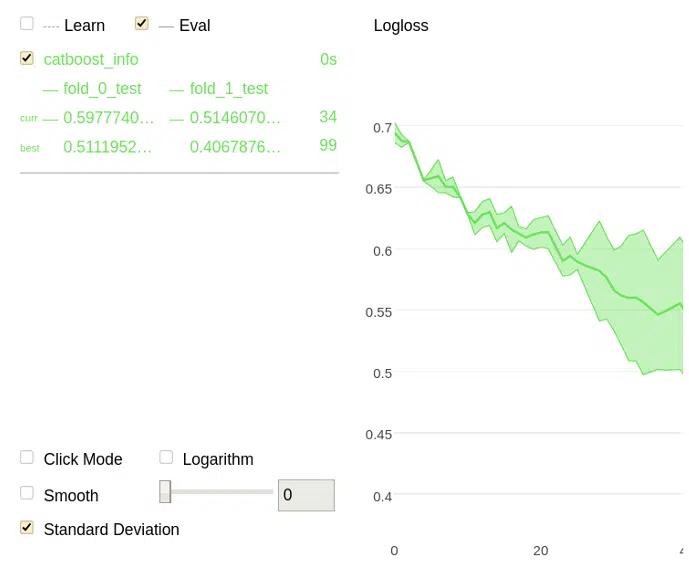 Learn Eval
catboost_info 0s
fold_0_test fold_1_test
curr 0.5977740... 0.5146070... 34
best 0.5111952... 0.4067876... 99
Click Mode Logarithm
Smooth 0
Standard Deviation
Logloss
0.7
0.65
0.6
0.55
0.5
0.45
0.4
0 20